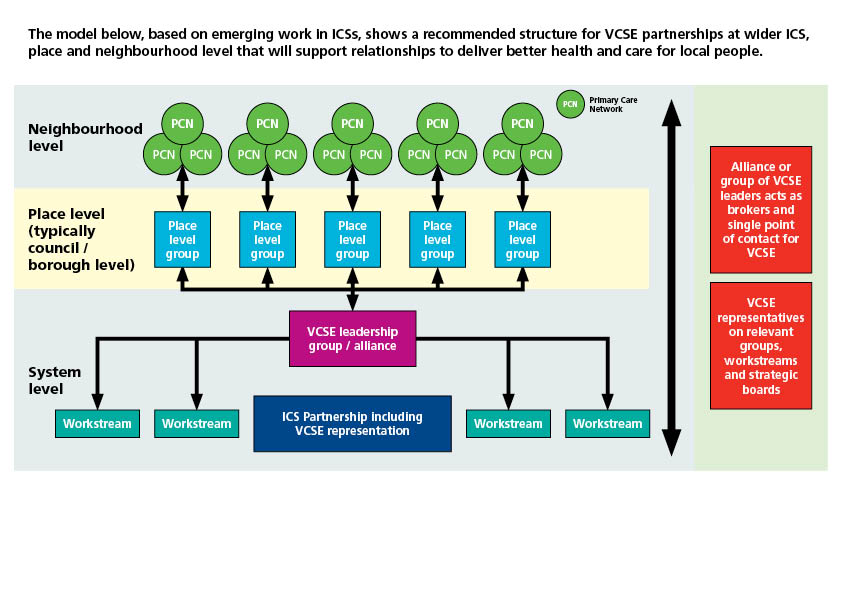 The model below, based on emerging work in ICSs, shows a recommended structure for VCSE partnerships at wider ICS,
place and neighbourhood level that will support relationships to deliver better health and care for local people.
Neighbourhood
level
PCN
PCN PCN
PCN
PCN PCN
PCN
PCN PCN
PCN
PCN PCN
PCN
PCN PCN
PCN
Primary Care
Network
Place level
(typically
council /
borough level)
Place
level
group
Place
level
group
Place
level
group
Place
level
group
Place
level
group
VCSE leadership
group / alliance
System
level
Workstream
Workstream
ICS Partnership including
VCSE representation
Workstream
Workstream
Alliance or
group of VCSE
leaders acts as
brokers and
single point
of contact for
VCSE
VCSE
representatives
on relevant
groups,
workstreams
and strategic
boards